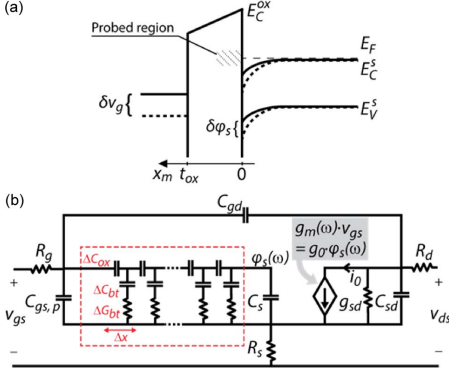 (a)
E_C^ox
Probed region
E_F
E_C^s
δv_g
E_V^s
δφ_s
x_m t_ox 0
(b)
C_gd
R_g
ΔC_ox
φ_s(ω)
g_m(ω)·v_gs
= g_0·φ_s(ω)
R_d
i_0
+
v_gs
−
C_gs,p
ΔC_bt
ΔG_bt
Δx
C_s
g_sd
C_sd
+
v_ds
−
R_s